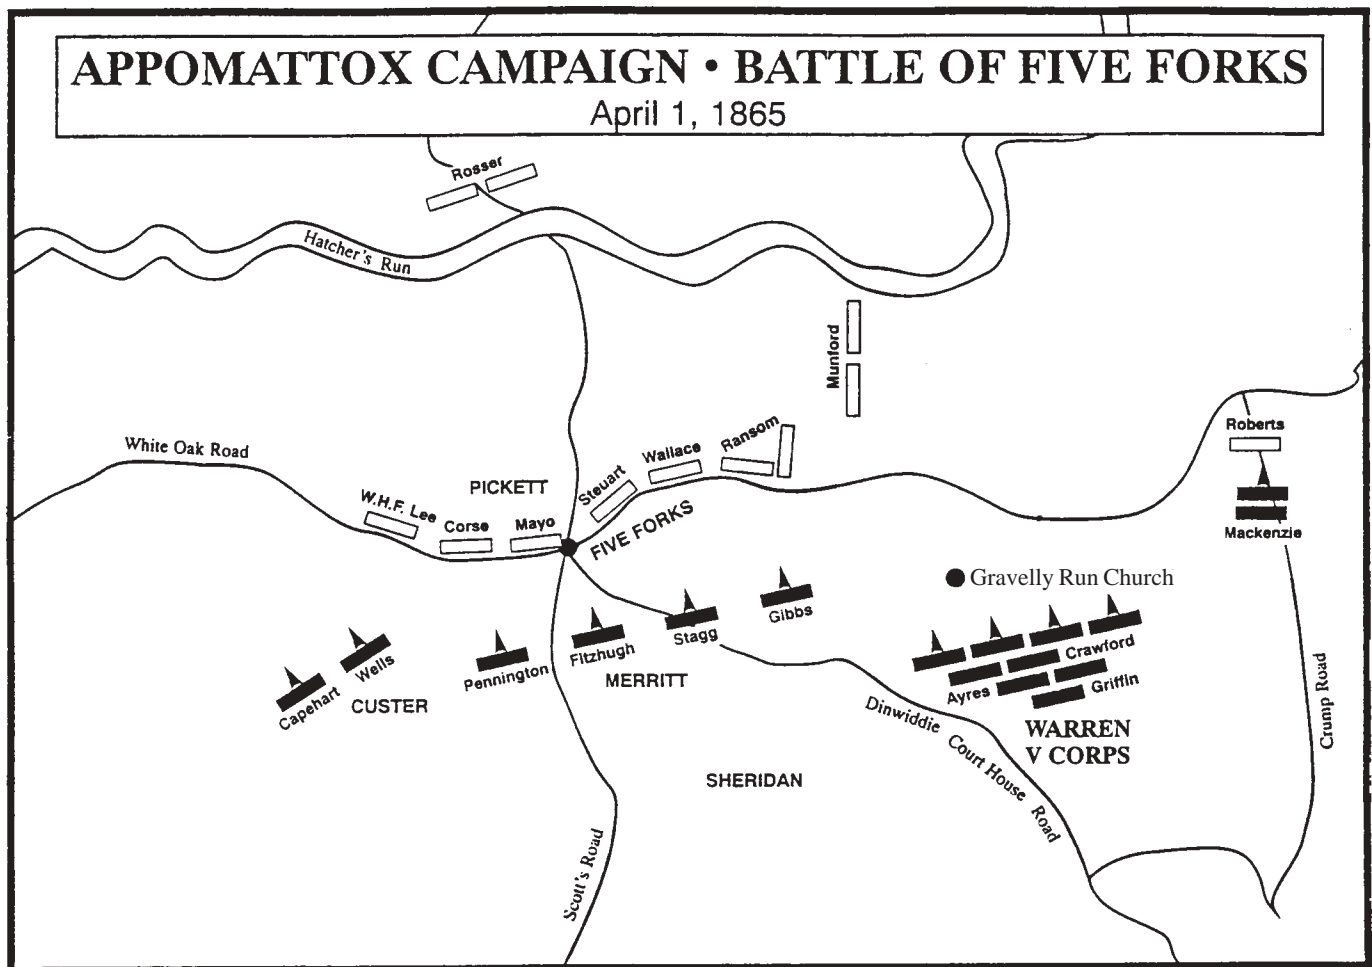 APPOMATTOX CAMPAIGN • BATTLE OF FIVE FORKS
April 1, 1865
Rosser
Hatcher's Run
Munford
Roberts
Mackenzie
White Oak Road
PICKETT
W.H.F. Lee
Corse
Mayo
Steuart
Wallace
Ransom
FIVE FORKS
Gravelly Run Church
Gibbs
Stagg
Fitzhugh
Pennington
Wells
Capehart
CUSTER
MERRITT
Crawford
Ayres
Griffin
WARREN
V CORPS
Dinwiddie Court House Road
Crump Road
SHERIDAN
Scott's Road